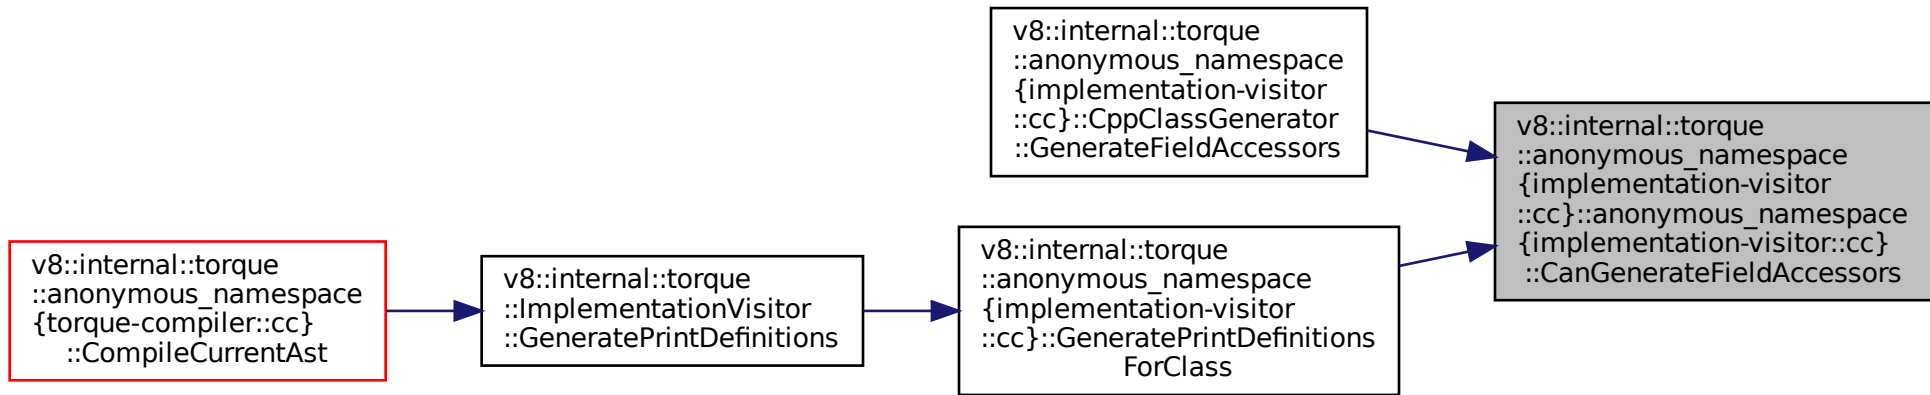 v8::internal::torque
::anonymous_namespace
{implementation-visitor
::cc}::CppClassGenerator
::GenerateFieldAccessors
v8::internal::torque
::anonymous_namespace
{implementation-visitor
::cc}::anonymous_namespace
{implementation-visitor::cc}
::CanGenerateFieldAccessors
v8::internal::torque
::anonymous_namespace
{torque-compiler::cc}
::CompileCurrentAst
v8::internal::torque
::ImplementationVisitor
::GeneratePrintDefinitions
v8::internal::torque
::anonymous_namespace
{implementation-visitor
::cc}::GeneratePrintDefinitions
ForClass